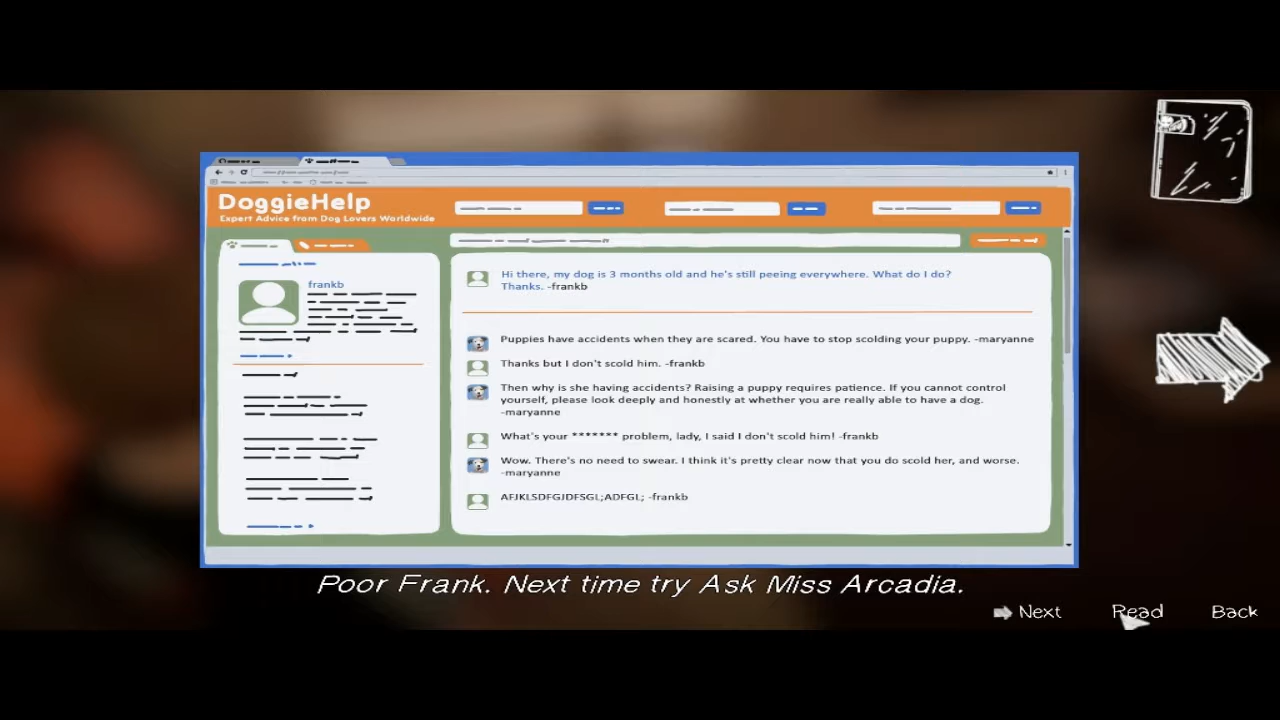 DoggieHelp
Expert Advice from Dog Lovers Worldwide
frankb
Hi there, my dog is 3 months old and he's still peeing everywhere. What do I do?
Thanks. -frankb
Puppies have accidents when they are scared. You have to stop scolding your puppy. -maryanne
Thanks but I don't scold him. -frankb
Then why is she having accidents? Raising a puppy requires patience. If you cannot control
yourself, please look deeply and honestly at whether you are really able to have a dog.
-maryanne
What's your ******* problem, lady, I said I don't scold him! -frankb
Wow. There's no need to swear. I think it's pretty clear now that you do scold her, and worse.
-maryanne
AFJKLSDFGJDFSGL;ADFGL; -frankb
Poor Frank. Next time try Ask Miss Arcadia.
Next Read Back